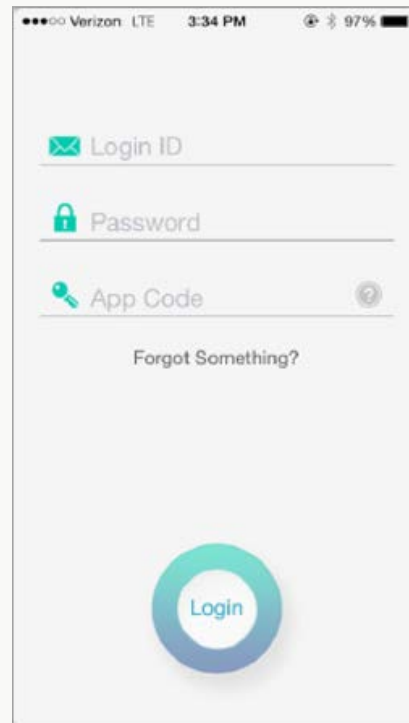 Verizon LTE 3:34 PM 97%
Login ID
Password
App Code ?
Forgot Something?
Login